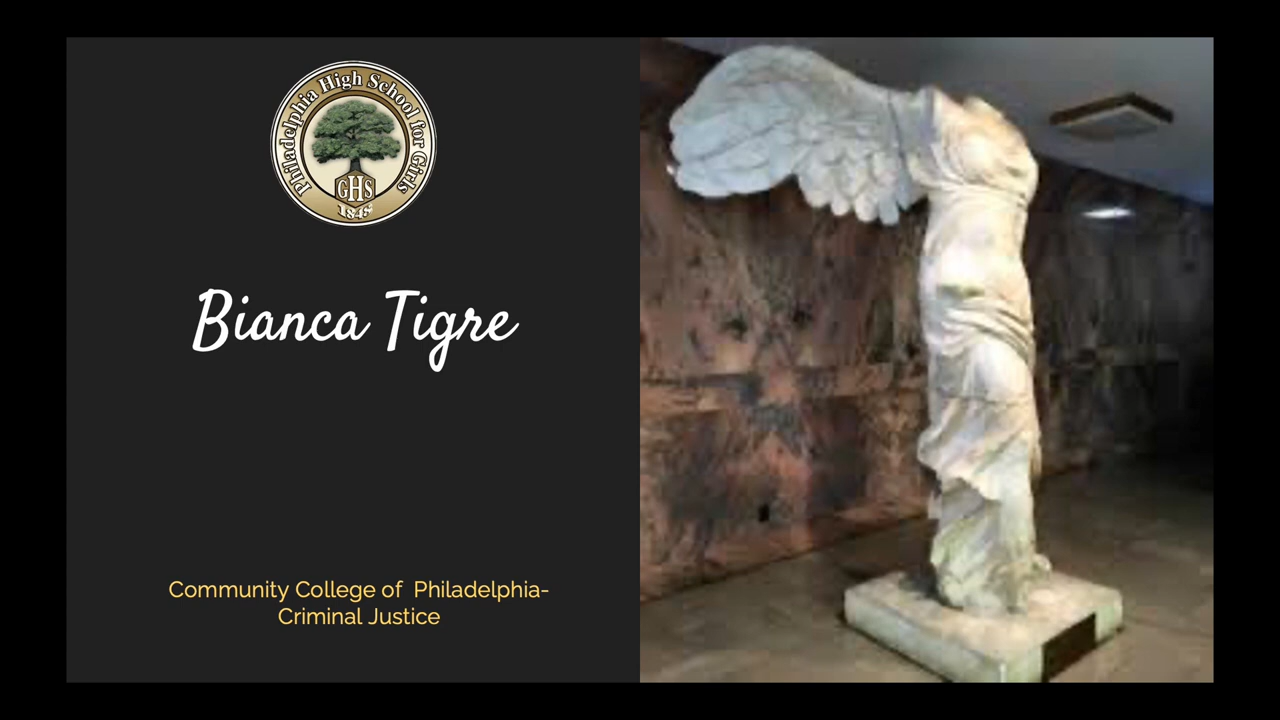 Philadelphia High School for Girls
GHS
1848
Bianca Tigre
Community College of Philadelphia-
Criminal Justice